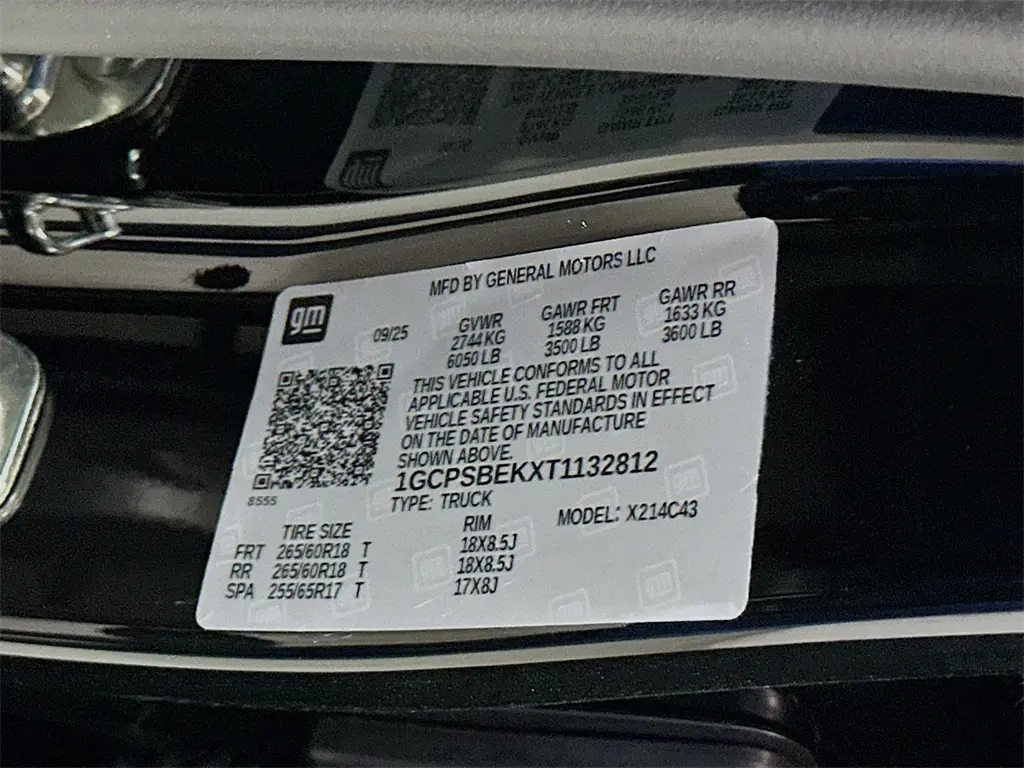 MFD BY GENERAL MOTORS LLC
gm
09/25
GVWR GAWR FRT GAWR RR
2744 KG 1588 KG 1633 KG
6050 LB 3500 LB 3600 LB
THIS VEHICLE CONFORMS TO ALL
APPLICABLE U.S. FEDERAL MOTOR
VEHICLE SAFETY STANDARDS IN EFFECT
ON THE DATE OF MANUFACTURE
SHOWN ABOVE.
1GCPSBEKXT1132812
8555
TYPE: TRUCK MODEL: X214C43
TIRE SIZE RIM
FRT 265/60R18 T 18X8.5J
RR 265/60R18 T 18X8.5J
SPA 255/65R17 T 17X8J